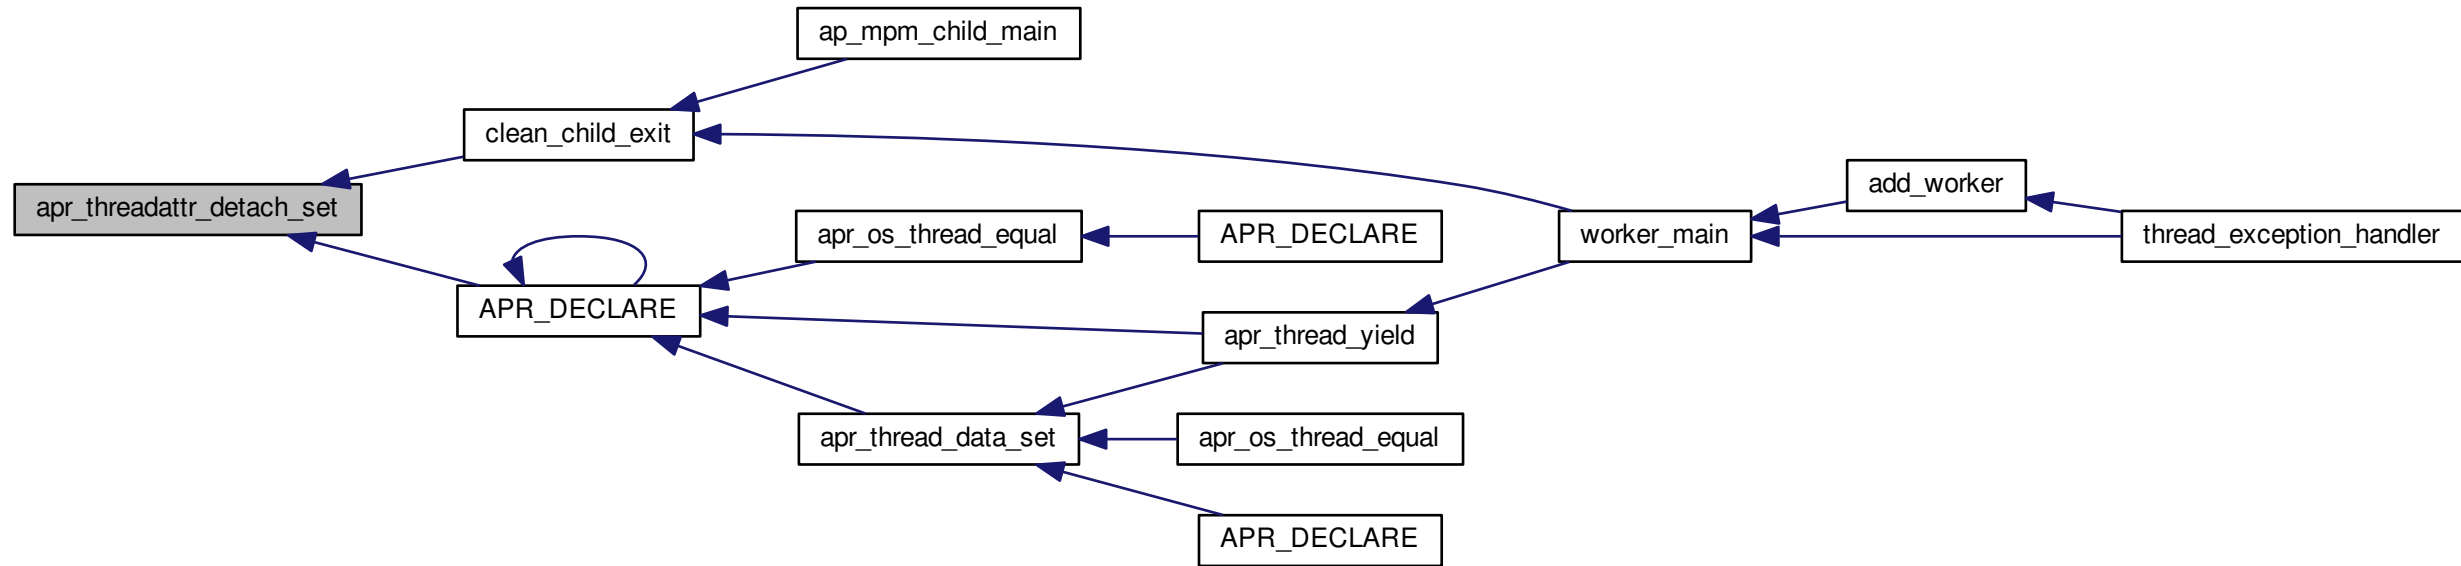 ap_mpm_child_main
clean_child_exit
add_worker
apr_threadattr_detach_set
apr_os_thread_equal
APR_DECLARE
worker_main
thread_exception_handler
APR_DECLARE
apr_thread_yield
apr_thread_data_set
apr_os_thread_equal
APR_DECLARE